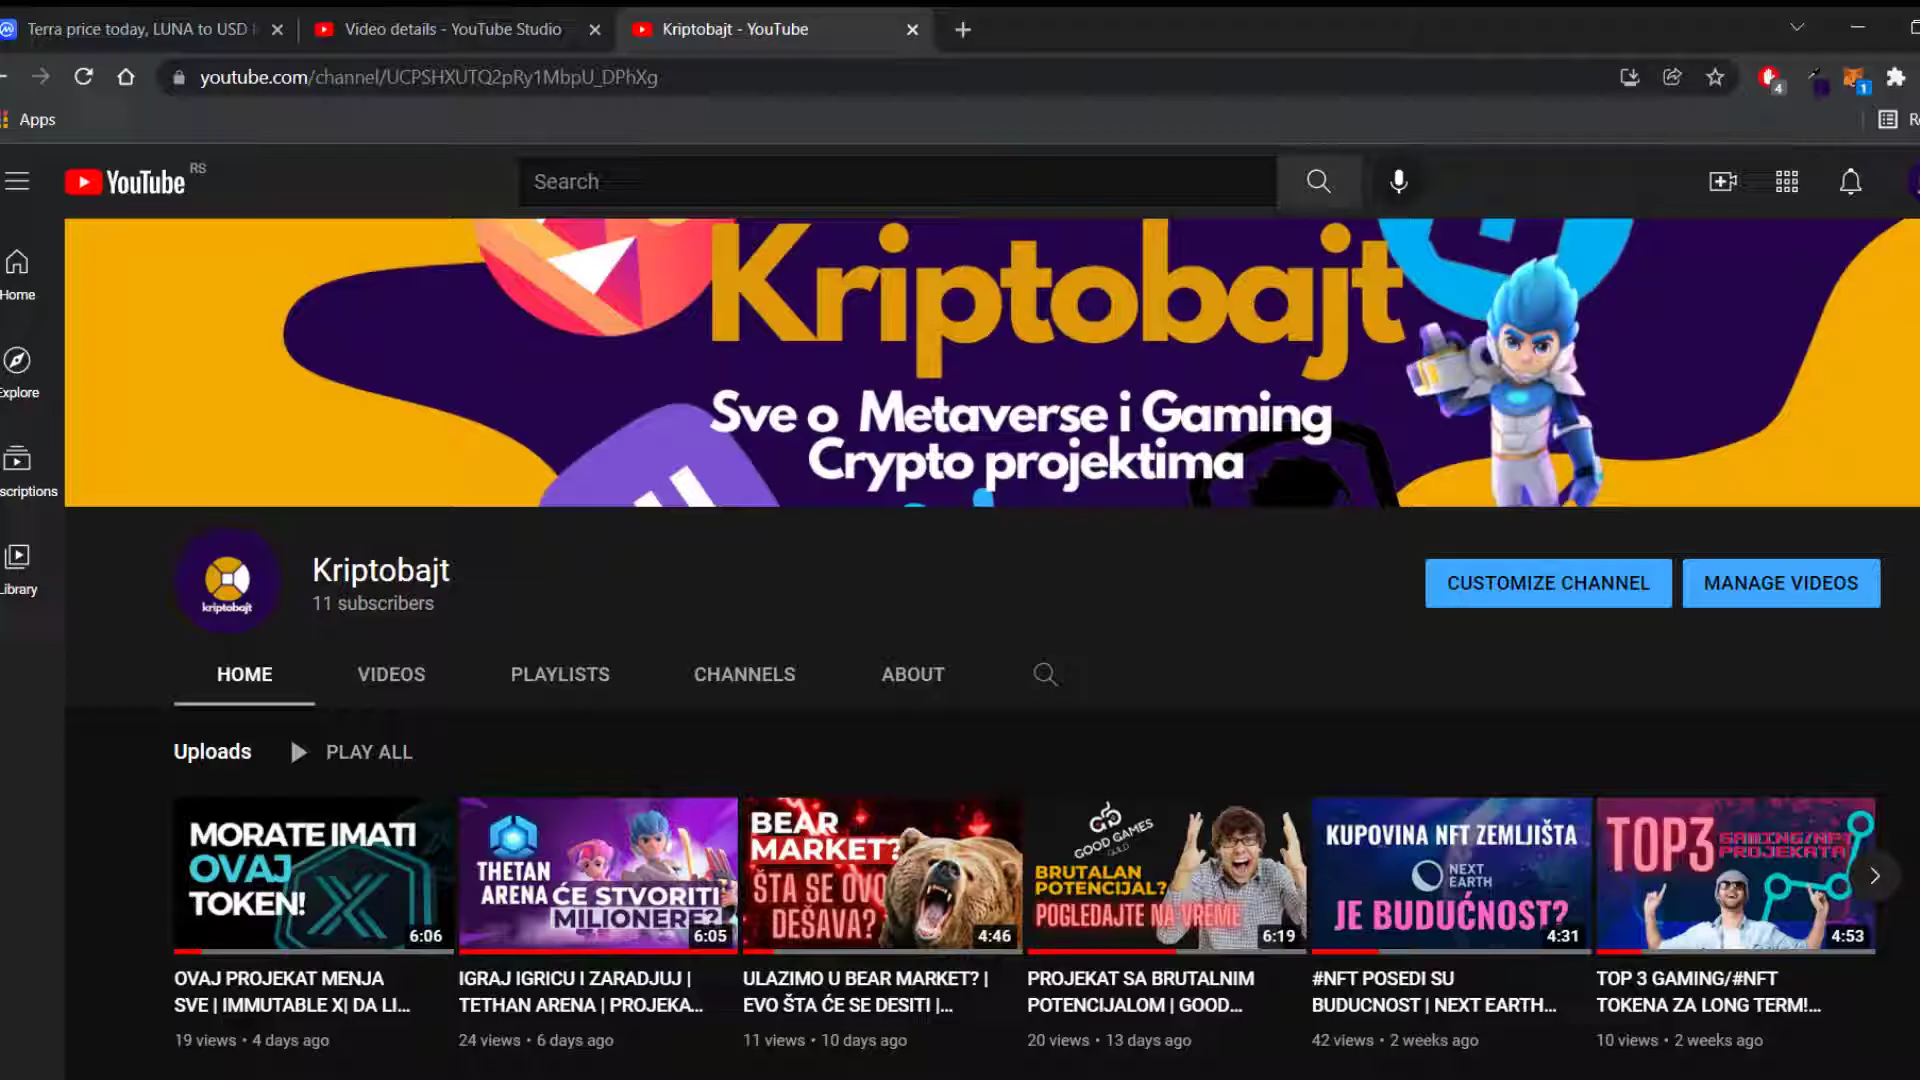 Terra price today, LUNA to USD
Video details - YouTube Studio
Kriptobajt - YouTube
youtube.com/channel/UCPSHXUTQ2pRy1MbpU_DPhXg
4
1
Apps
YouTube RS
Search
Home
Explore
scriptions
Library
Kriptobajt
Sve o Metaverse i Gaming
Crypto projektima
kriptobajt
Kriptobajt
11 subscribers
CUSTOMIZE CHANNEL
MANAGE VIDEOS
HOME
VIDEOS
PLAYLISTS
CHANNELS
ABOUT
Uploads
PLAY ALL
MORATE IMATI
OVAJ
TOKEN!
6:06
OVAJ PROJEKAT MENJA
SVE | IMMUTABLE X| DA LI...
19 views • 4 days ago
THETAN
ARENA ĆE STVORITI
MILIONERE?
6:05
IGRAJ IGRICU I ZARADJUJ |
TETHAN ARENA | PROJEKA...
24 views • 6 days ago
BEAR
MARKET?
ŠTA SE OVO
DEŠAVA?
4:46
ULAZIMO U BEAR MARKET? |
EVO ŠTA ĆE SE DESITI |...
11 views • 10 days ago
GOOD GAMES
GUILD
BRUTALAN
POTENCIJAL?
POGLEDAJTE NA VREME
6:19
PROJEKAT SA BRUTALNIM
POTENCIJALOM | GOOD...
20 views • 13 days ago
KUPOVINA NFT ZEMLJIŠTA
NEXT
EARTH
JE BUDUĆNOST?
4:31
#NFT POSEDI SU
BUDUCNOST | NEXT EARTH...
42 views • 2 weeks ago
TOP3
GAMING/NFT
PROJEKATA
4:53
TOP 3 GAMING/#NFT
TOKENA ZA LONG TERM!...
10 views • 2 weeks ago